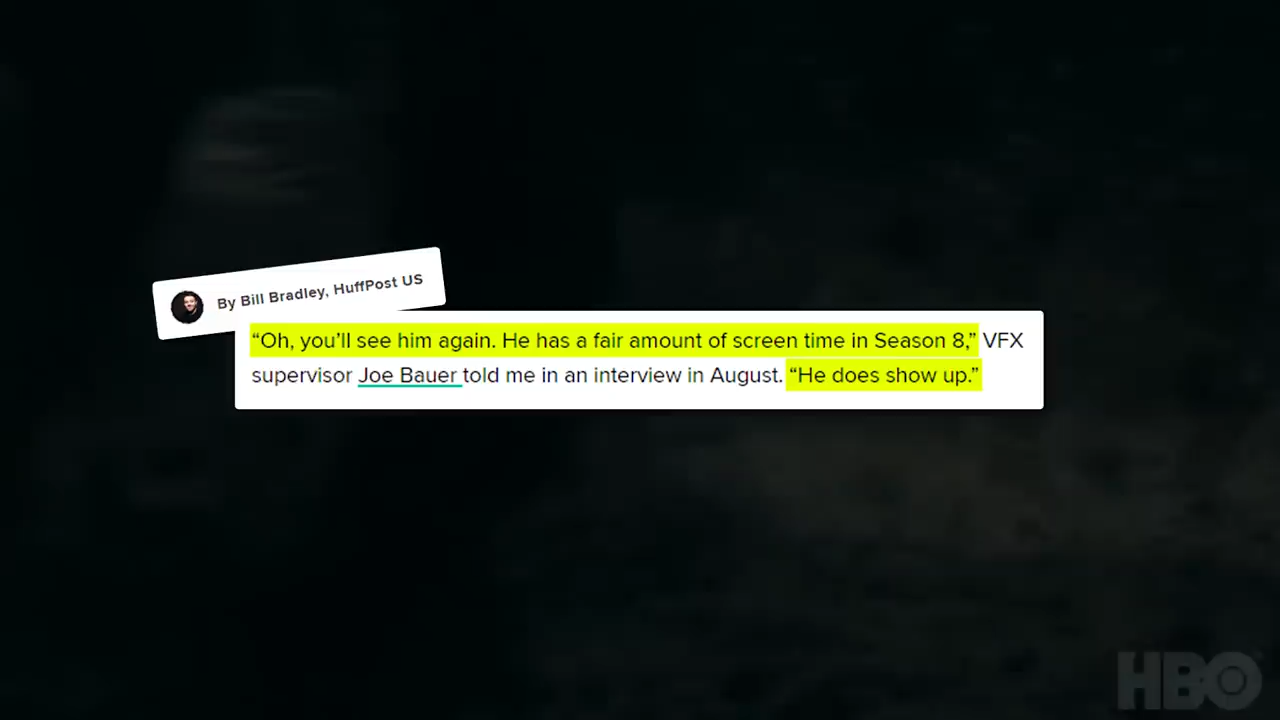 By Bill Bradley, HuffPost US
“Oh, you’ll see him again. He has a fair amount of screen time in Season 8,” VFX
supervisor Joe Bauer told me in an interview in August. “He does show up.”
HBO